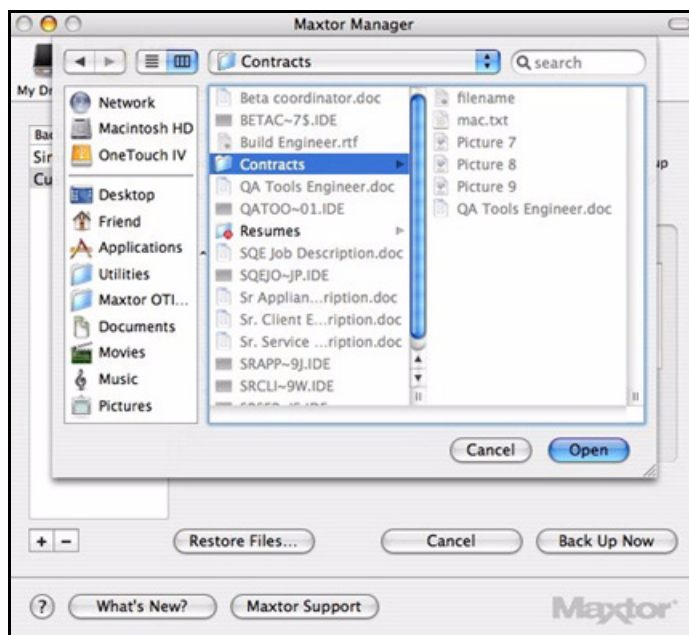 Maxtor Manager
Contracts
search
My Dr
Network
Macintosh HD
OneTouch IV
Desktop
Friend
Applications
Utilities
Maxtor OTI...
Documents
Movies
Music
Pictures
Beta coordinator.doc
BETAC~7$.IDE
Build Engineer.rtf
Contracts
QA Tools Engineer.doc
QATOO~01.IDE
Resumes
SQE Job Description.doc
SQEJO~JP.IDE
Sr Applian...ription.doc
Sr. Client E...ription.doc
Sr. Service ...ription.doc
SRAPP~9J.IDE
SRCLI~9W.IDE
filename
mac.txt
Picture 7
Picture 8
Picture 9
QA Tools Engineer.doc
Cancel
Open
+ −
Restore Files...
Cancel
Back Up Now
?
What's New?
Maxtor Support
Maxtor